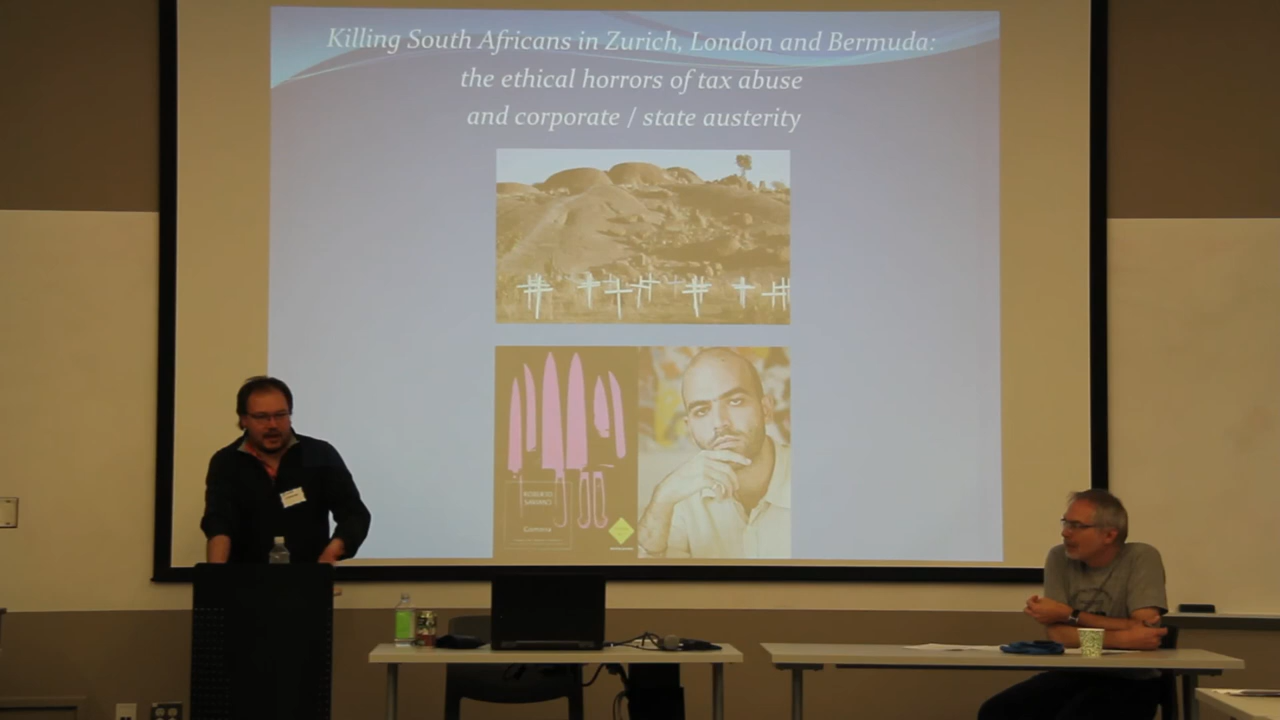 Killing South Africans in Zurich, London and Bermuda:
the ethical horrors of tax abuse
and corporate / state austerity
ROBERTO
SAVIANO
Gomorra